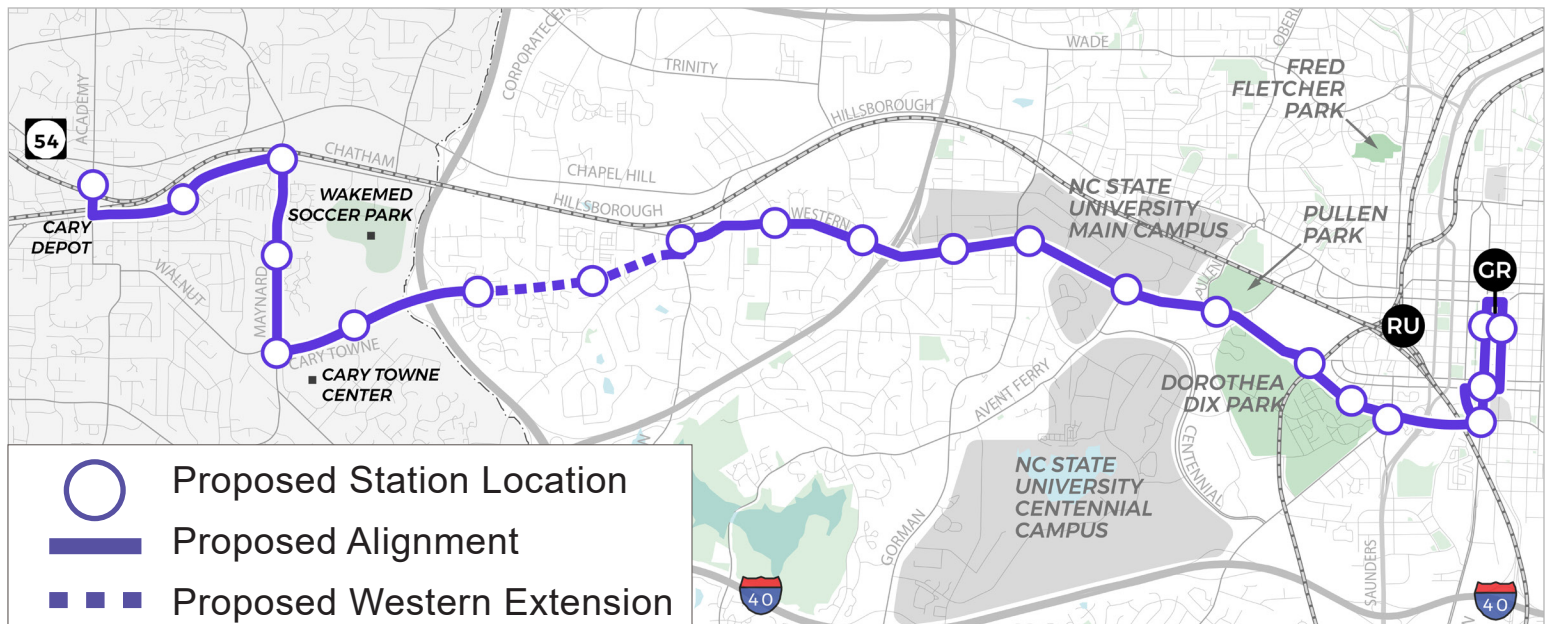 WADE
OBERL
CORPORATECEN
TRINITY
FRED
FLETCHER
PARK
ACADEMY
54
HILLSBOROUGH
CHATHAM
CHAPEL HILL
NC STATE
UNIVERSITY
MAIN CAMPUS
WAKEMED
SOCCER PARK
HILLSBOROUGH
WESTERN
PULLEN
PARK
CARY
DEPOT
WALNUT
MAYNARD
PULLEN
GR
RU
CARY TOWNE
CARY TOWNE
CENTER
AVENT FERRY
DOROTHEA
DIX PARK
CENTENNIAL
NC STATE
UNIVERSITY
CENTENNIAL
CAMPUS
GORMAN
SAUNDERS
40
40
Proposed Station Location
Proposed Alignment
Proposed Western Extension